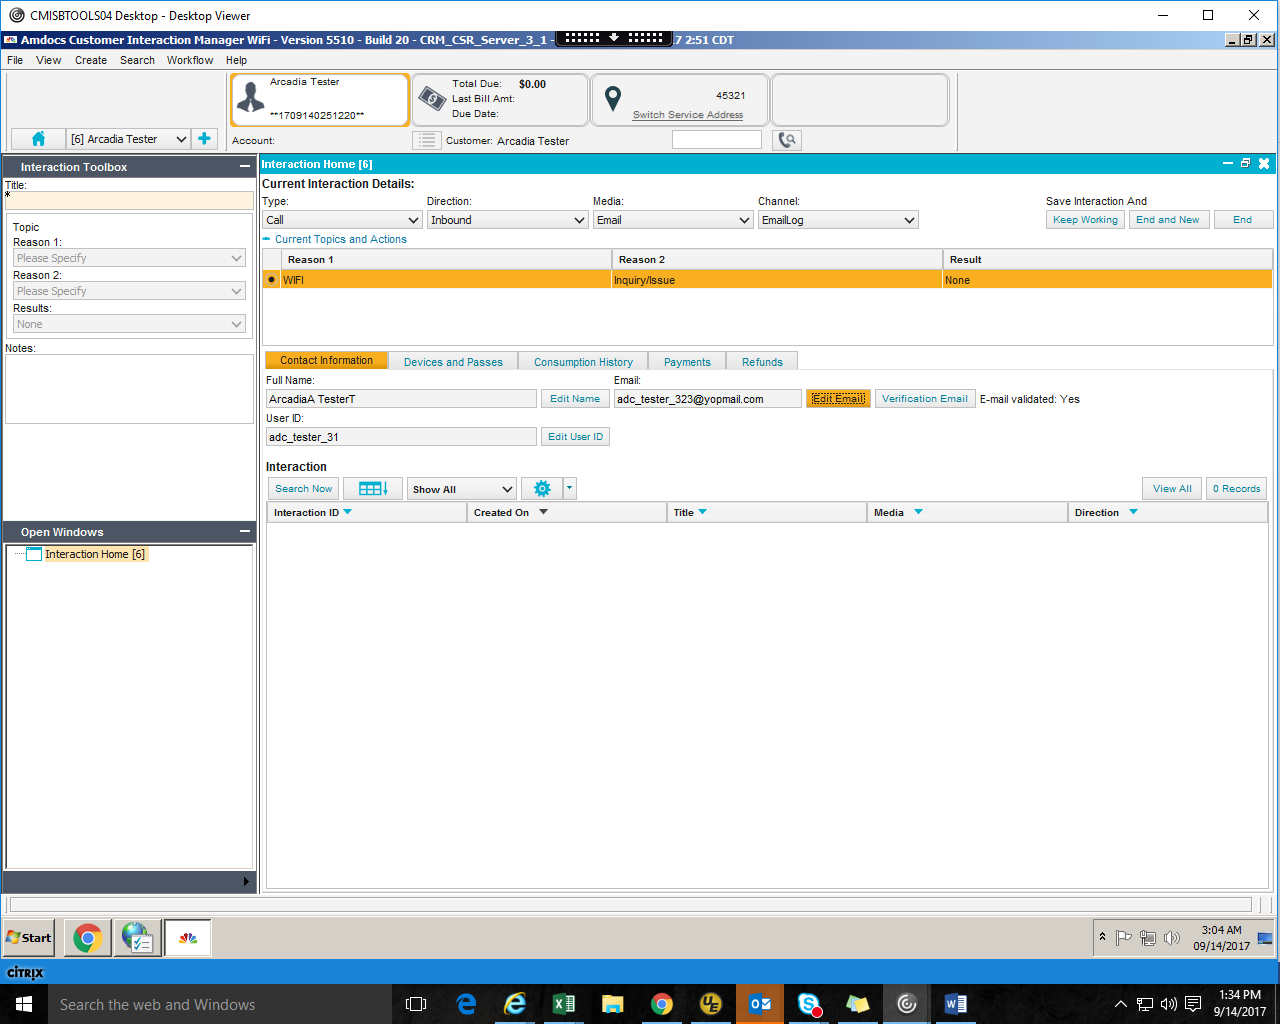 CMISBTOOLS04 Desktop - Desktop Viewer
Amdocs Customer Interaction Manager WiFi - Version 5510 - Build 20 - CRM_CSR_Server_3_1 - 7 2:51 CDT
File View Create Search Workflow Help
Arcadia Tester
**1709140251220**
Total Due: $0.00
Last Bill Amt:
Due Date:
45321
Switch Service Address
[6] Arcadia Tester
Account:
Customer: Arcadia Tester
Interaction Toolbox
Title:
*
Topic
Reason 1:
Please Specify
Reason 2:
Please Specify
Results:
None
Notes:
Open Windows
Interaction Home [6]
Interaction Home [6]
Current Interaction Details:
Type: Direction: Media: Channel: Save Interaction And
Call Inbound Email EmailLog Keep Working End and New End
Current Topics and Actions
Reason 1 Reason 2 Result
WIFI Inquiry/Issue None
Contact Information Devices and Passes Consumption History Payments Refunds
Full Name: Email:
ArcadiaA TesterT Edit Name adc_tester_323@yopmail.com Edit Email Verification Email E-mail validated: Yes
User ID:
adc_tester_31 Edit User ID
Interaction
Search Now Show All View All 0 Records
Interaction ID Created On Title Media Direction
Start
3:04 AM
09/14/2017
CITRIX
Search the web and Windows
1:34 PM
9/14/2017